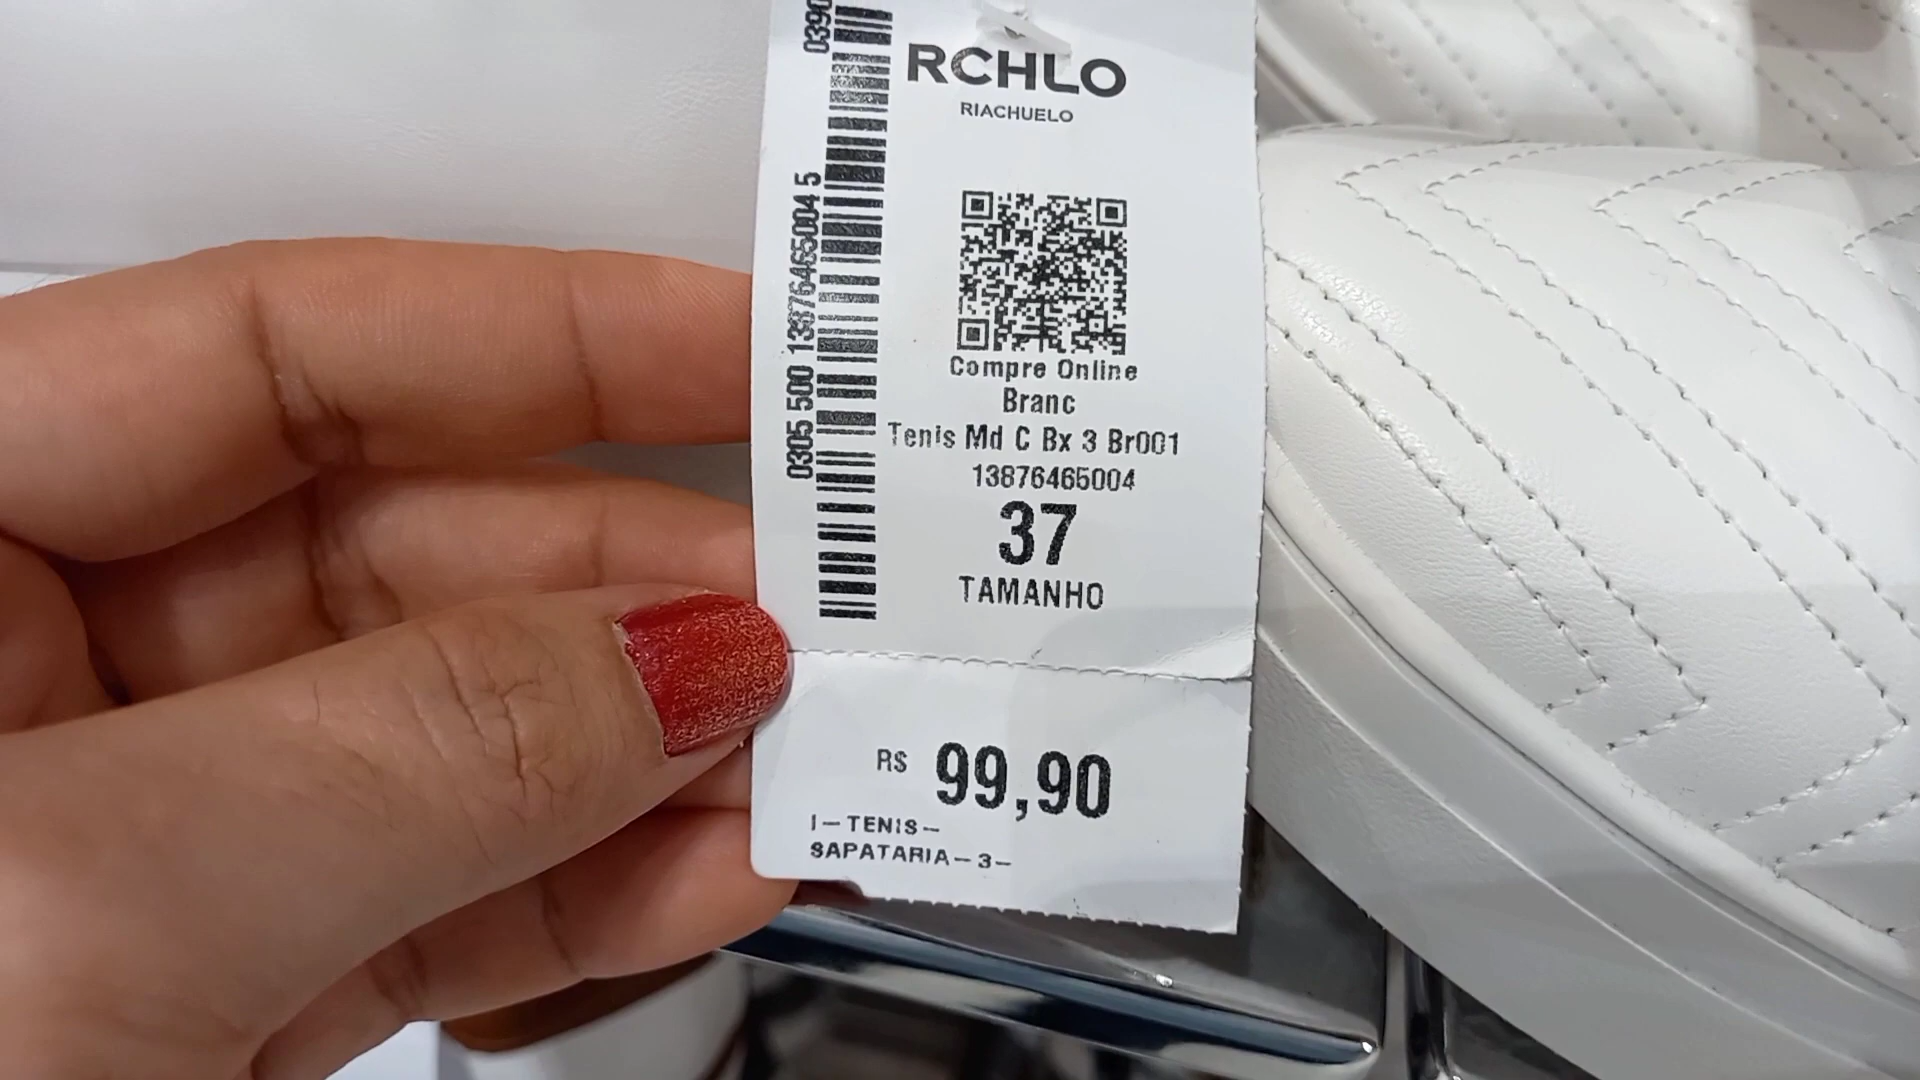 RCHLO
RIACHUELO
0390
0305 500 13876465004 5
Compre Online
Branc
Tenis Md C Bx 3 Br001
13876465004
37
TAMANHO
R$ 99,90
I-TENIS-
SAPATARIA-3-